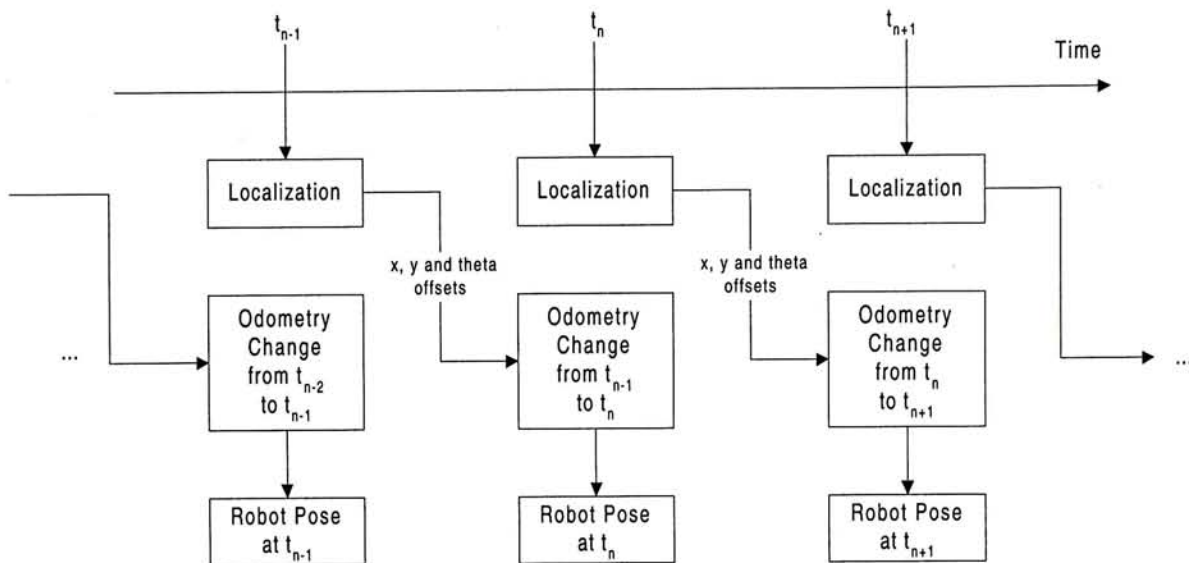 t_{n-1}
t_n
t_{n+1}
Time
Localization
Localization
Localization
x, y and theta
offsets
x, y and theta
offsets
...
Odometry
Change
from t_{n-2}
to t_{n-1}
Odometry
Change
from t_{n-1}
to t_n
Odometry
Change
from t_n
to t_{n+1}
...
Robot Pose
at t_{n-1}
Robot Pose
at t_n
Robot Pose
at t_{n+1}